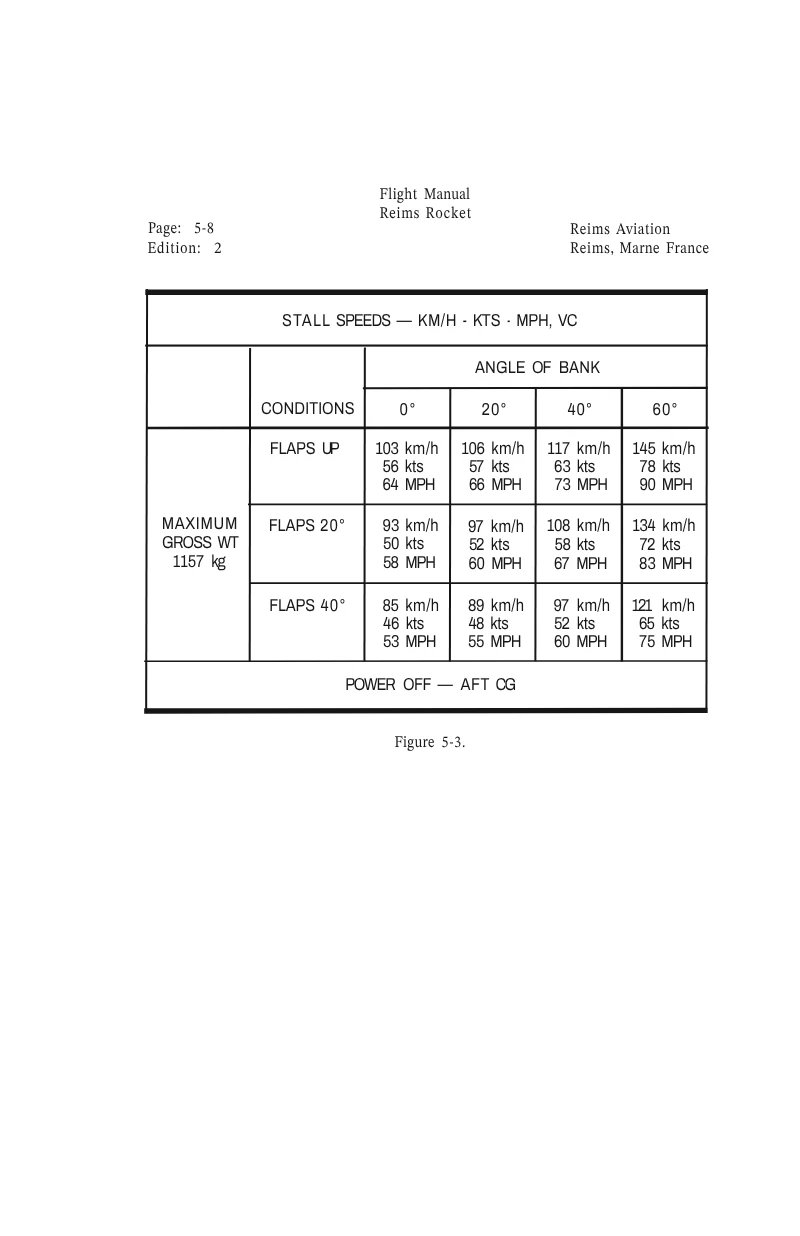 Flight Manual
Reims Rocket
Page: 5-8
Edition: 2
Reims Aviation
Reims, Marne France
STALL SPEEDS — KM/H - KTS - MPH, VC
ANGLE OF BANK
CONDITIONS 0° 20° 40° 60°
MAXIMUM
GROSS WT
1157 kg
FLAPS UP 103 km/h 106 km/h 117 km/h 145 km/h
56 kts 57 kts 63 kts 78 kts
64 MPH 66 MPH 73 MPH 90 MPH
FLAPS 20° 93 km/h 97 km/h 108 km/h 134 km/h
50 kts 52 kts 58 kts 72 kts
58 MPH 60 MPH 67 MPH 83 MPH
FLAPS 40° 85 km/h 89 km/h 97 km/h 121 km/h
46 kts 48 kts 52 kts 65 kts
53 MPH 55 MPH 60 MPH 75 MPH
POWER OFF — AFT CG
Figure 5-3.